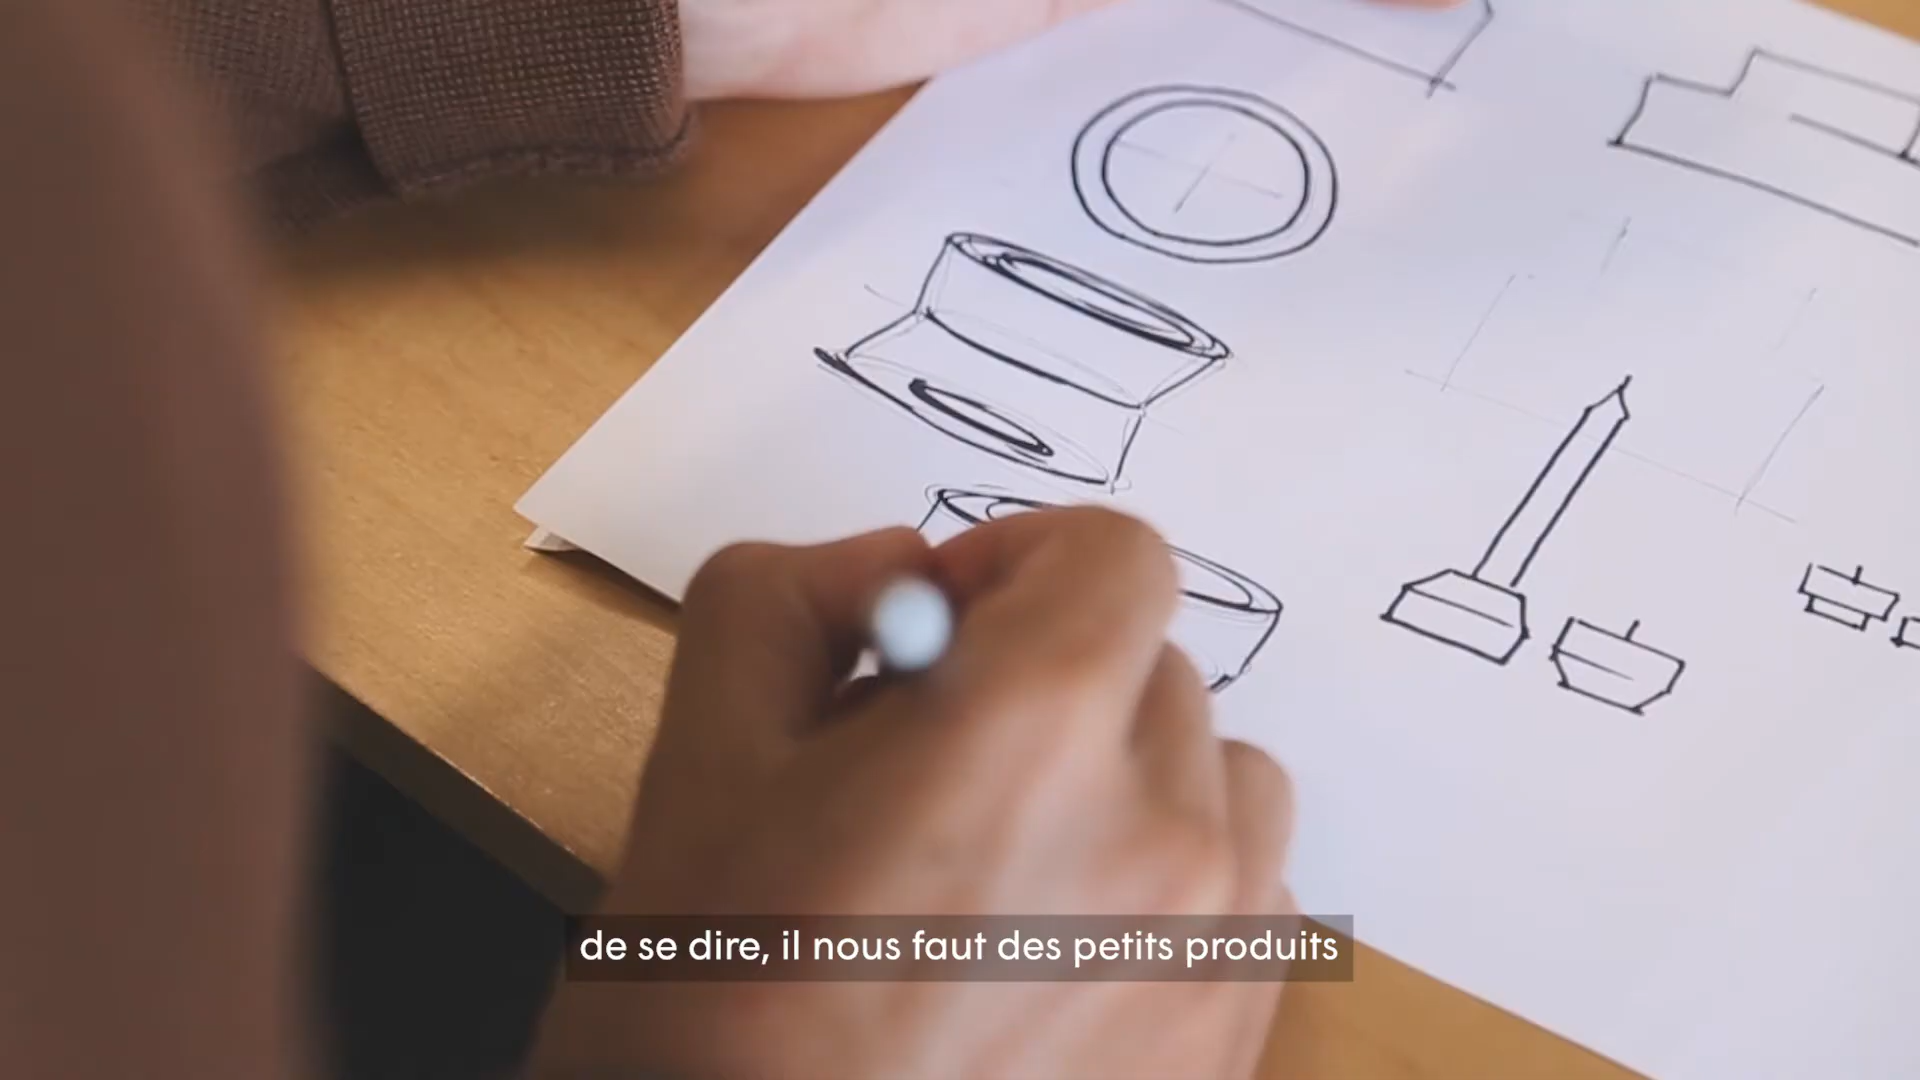 de se dire, il nous faut des petits produits